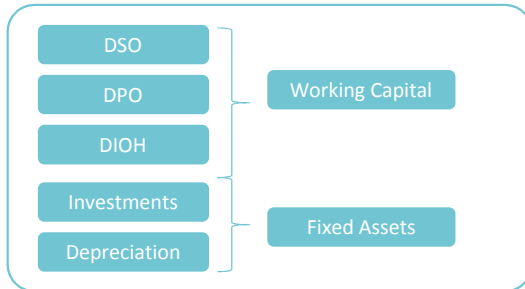 DSO
DPO
DIOH
Investments
Depreciation
Working Capital
Fixed Assets